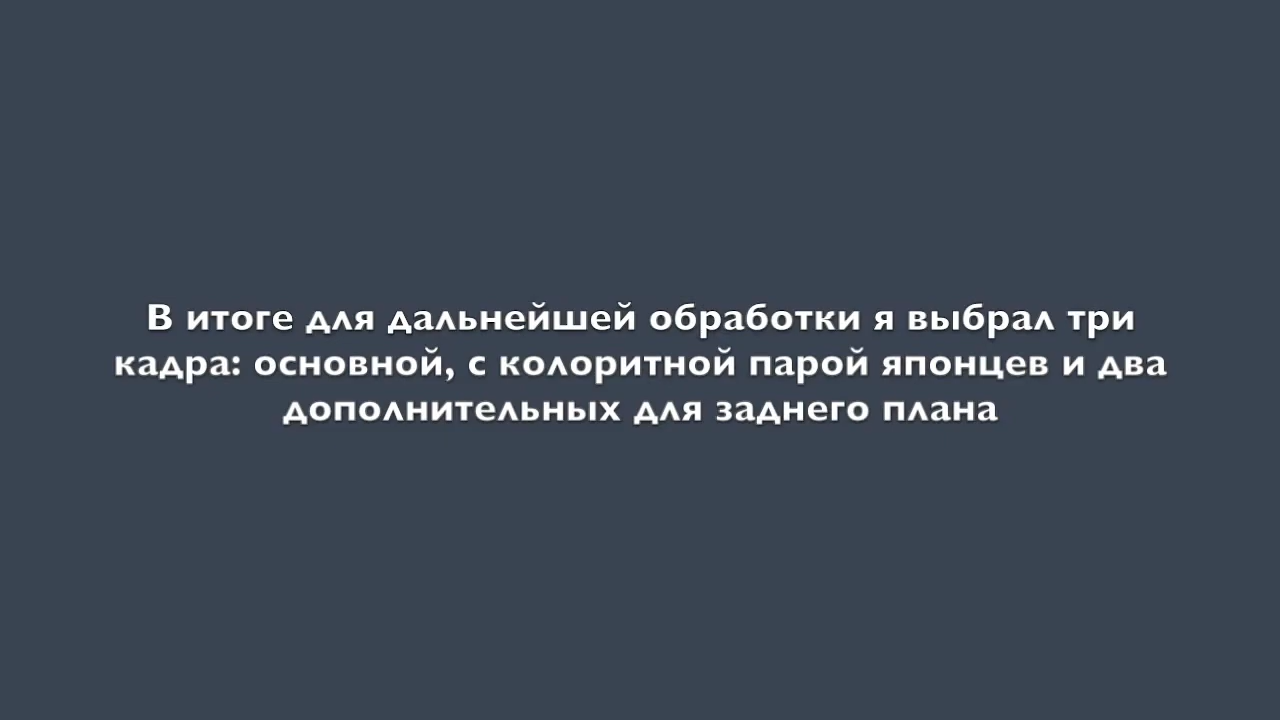 В итоге для дальнейшей обработки я выбрал три
кадра: основной, с колоритной парой японцев и два
дополнительных для заднего плана